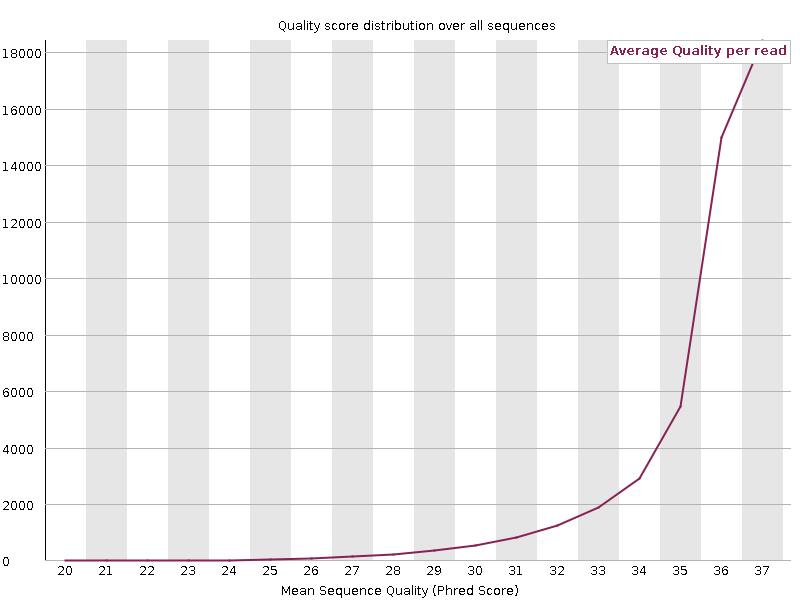 Quality score distribution over all sequences
Average Quality per read
18000
16000
14000
12000
10000
8000
6000
4000
2000
0
20 21 22 23 24 25 26 27 28 29 30 31 32 33 34 35 36 37
Mean Sequence Quality (Phred Score)